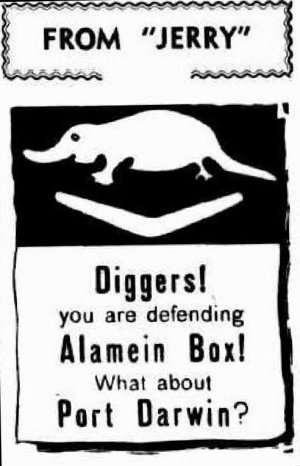 FROM "JERRY"
Diggers!
you are defending
Alamein Box!
What about
Port Darwin?